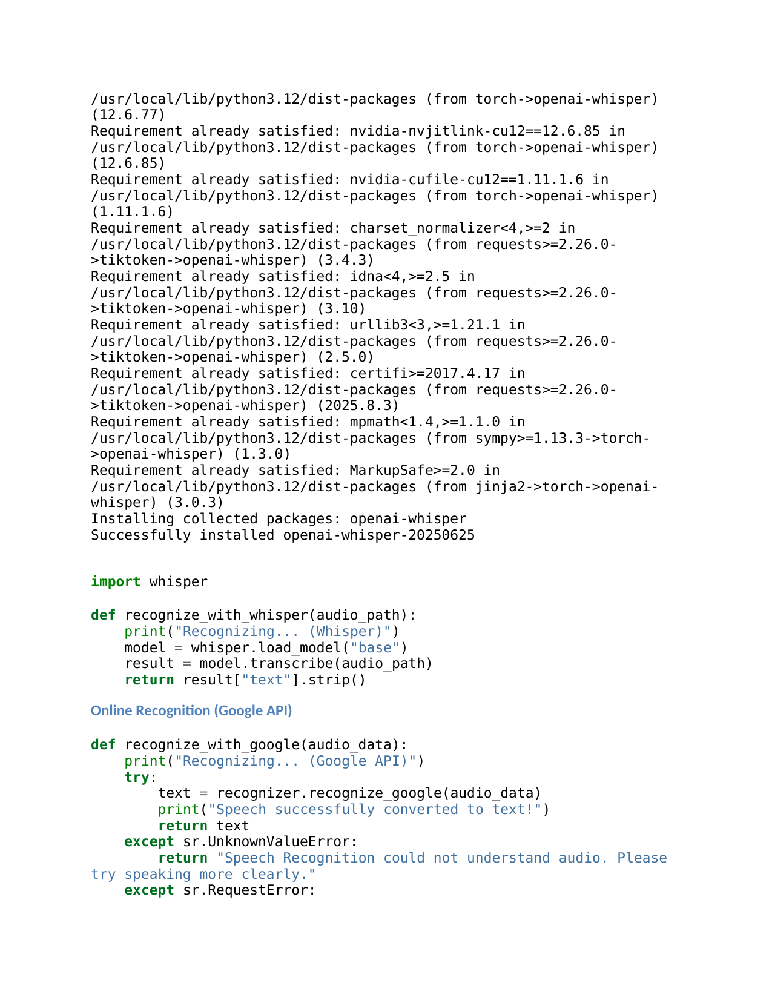 /usr/local/lib/python3.12/dist-packages (from torch->openai-whisper)
(12.6.77)
Requirement already satisfied: nvidia-nvjitlink-cu12==12.6.85 in
/usr/local/lib/python3.12/dist-packages (from torch->openai-whisper)
(12.6.85)
Requirement already satisfied: nvidia-cufile-cu12==1.11.1.6 in
/usr/local/lib/python3.12/dist-packages (from torch->openai-whisper)
(1.11.1.6)
Requirement already satisfied: charset_normalizer<4,>=2 in
/usr/local/lib/python3.12/dist-packages (from requests>=2.26.0-
>tiktoken->openai-whisper) (3.4.3)
Requirement already satisfied: idna<4,>=2.5 in
/usr/local/lib/python3.12/dist-packages (from requests>=2.26.0-
>tiktoken->openai-whisper) (3.10)
Requirement already satisfied: urllib3<3,>=1.21.1 in
/usr/local/lib/python3.12/dist-packages (from requests>=2.26.0-
>tiktoken->openai-whisper) (2.5.0)
Requirement already satisfied: certifi>=2017.4.17 in
/usr/local/lib/python3.12/dist-packages (from requests>=2.26.0-
>tiktoken->openai-whisper) (2025.8.3)
Requirement already satisfied: mpmath<1.4,>=1.1.0 in
/usr/local/lib/python3.12/dist-packages (from sympy>=1.13.3->torch-
>openai-whisper) (1.3.0)
Requirement already satisfied: MarkupSafe>=2.0 in
/usr/local/lib/python3.12/dist-packages (from jinja2->torch->openai-
whisper) (3.0.3)
Installing collected packages: openai-whisper
Successfully installed openai-whisper-20250625
import whisper
def recognize_with_whisper(audio_path):
    print("Recognizing... (Whisper)")
    model = whisper.load_model("base")
    result = model.transcribe(audio_path)
    return result["text"].strip()
Online Recognition (Google API)
def recognize_with_google(audio_data):
    print("Recognizing... (Google API)")
    try:
        text = recognizer.recognize_google(audio_data)
        print("Speech successfully converted to text!")
        return text
    except sr.UnknownValueError:
        return "Speech Recognition could not understand audio. Please
try speaking more clearly."
    except sr.RequestError: